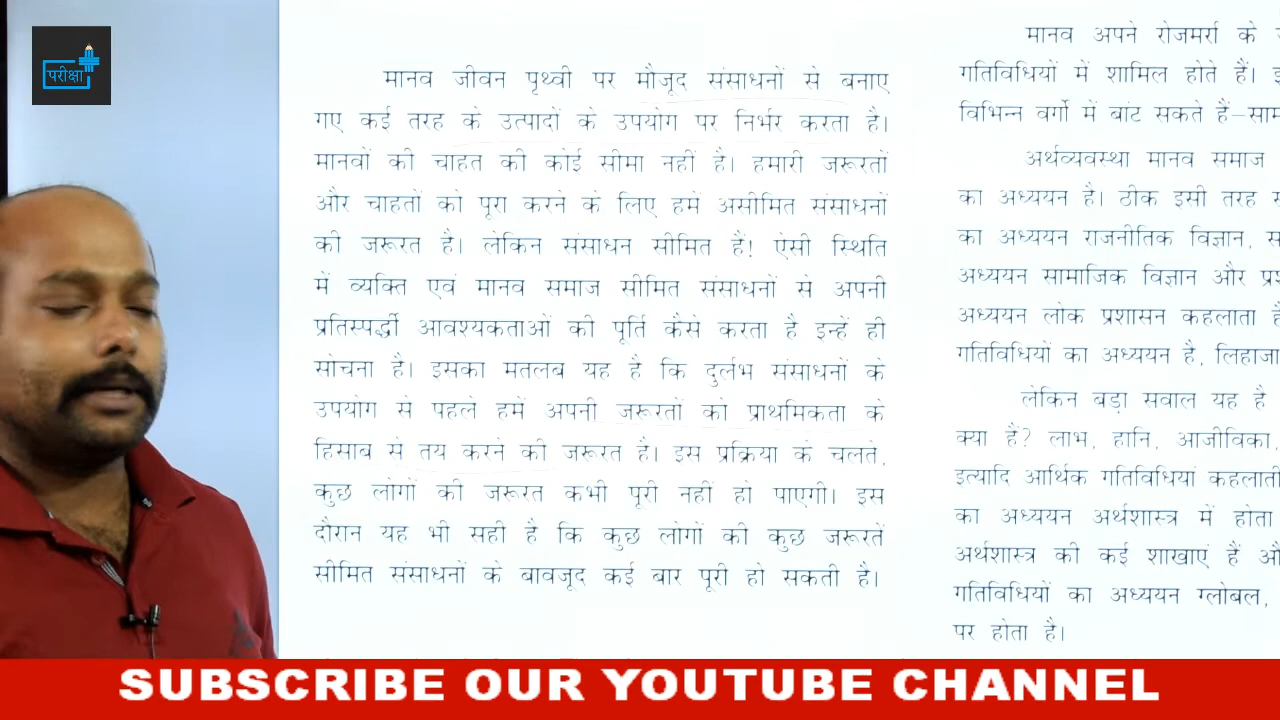 परीक्षा
मानव जीवन पृथ्वी पर मौजूद संसाधनों से बनाए
गए कई तरह के उत्पादों के उपयोग पर निर्भर करता है।
मानवों की चाहत की कोई सीमा नहीं है। हमारी जरूरतों
और चाहतों को पूरा करने के लिए हमें असीमित संसाधनों
की जरूरत है। लेकिन संसाधन सीमित हैं! ऐसी स्थिति
में व्यक्ति एवं मानव समाज सीमित संसाधनों से अपनी
प्रतिस्पर्द्धी आवश्यकताओं की पूर्ति कैसे करता है इन्हें ही
सोचना है। इसका मतलब यह है कि दुर्लभ संसाधनों के
उपयोग से पहले हमें अपनी जरूरतों को प्राथमिकता के
हिसाब से तय करने की जरूरत है। इस प्रक्रिया के चलते,
कुछ लोगों की जरूरत कभी पूरी नहीं हो पाएगी। इस
दौरान यह भी सही है कि कुछ लोगों की कुछ जरूरतें
सीमित संसाधनों के बावजूद कई बार पूरी हो सकती है।
मानव अपने रोजमर्रा के
गतिविधियों में शामिल होते हैं।
विभिन्न वर्गो में बांट सकते हैं–साम
अर्थव्यवस्था मानव समाज
का अध्ययन है। ठीक इसी तरह
का अध्ययन राजनीतिक विज्ञान,
अध्ययन सामाजिक विज्ञान और
अध्ययन लोक प्रशासन कहलाता
गतिविधियों का अध्ययन है, लिहाजा
लेकिन बड़ा सवाल यह है
क्या हैं? लाभ, हानि, आजीविका,
इत्यादि आर्थिक गतिविधियां कहलाती
का अध्ययन अर्थशास्त्र में होता
अर्थशास्त्र की कई शाखाएं हैं
गतिविधियों का अध्ययन ग्लोबल,
पर होता है।
SUBSCRIBE OUR YOUTUBE CHANNEL